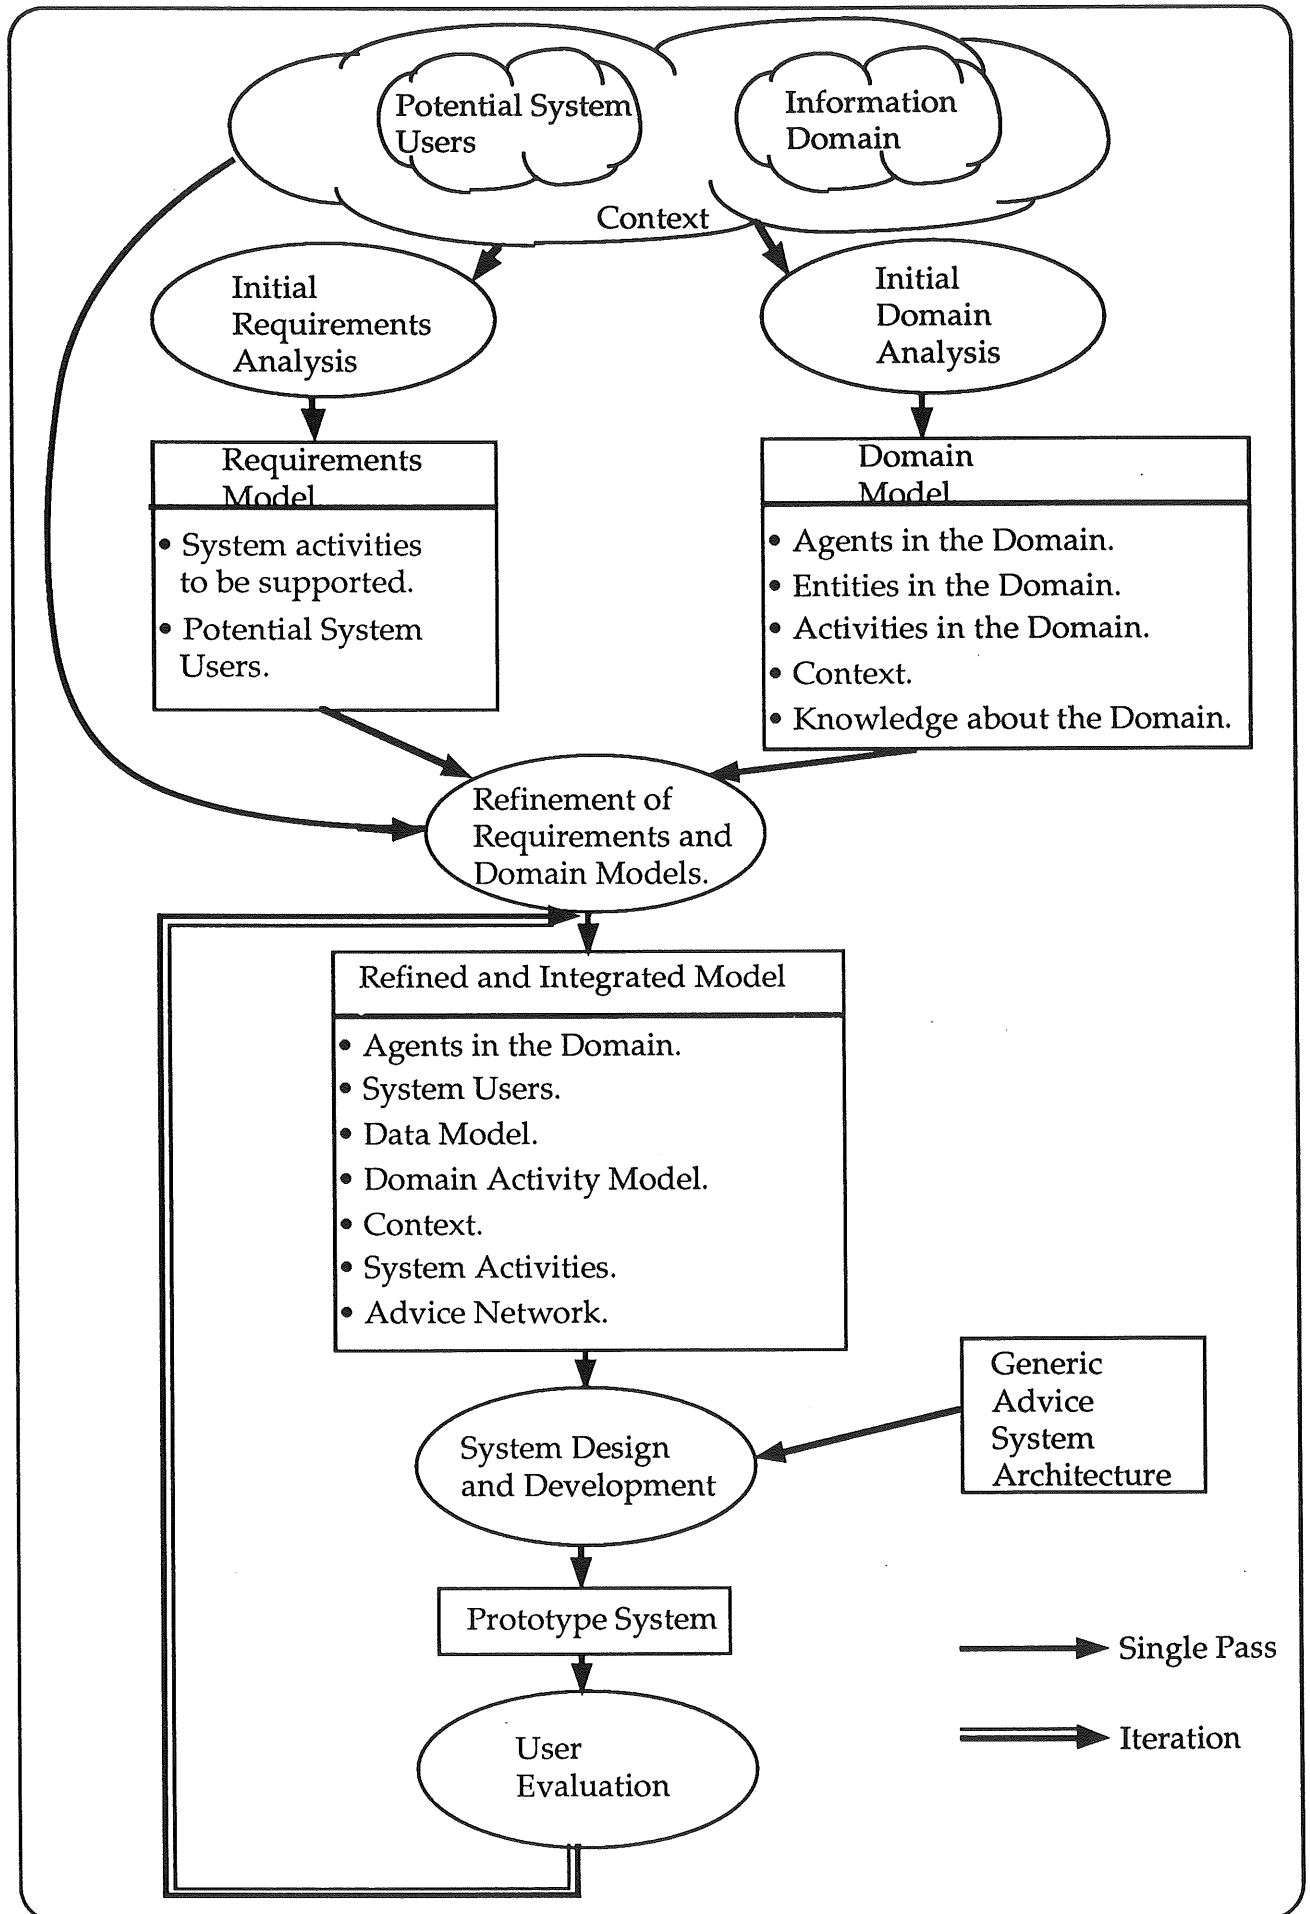 Potential System
Users
Information
Domain
Context
Initial
Requirements
Analysis
Initial
Domain
Analysis
Requirements
Model
• System activities
to be supported.
• Potential System
Users.
Domain
Model
• Agents in the Domain.
• Entities in the Domain.
• Activities in the Domain.
• Context.
• Knowledge about the Domain.
Refinement of
Requirements and
Domain Models.
Refined and Integrated Model
• Agents in the Domain.
• System Users.
• Data Model.
• Domain Activity Model.
• Context.
• System Activities.
• Advice Network.
Generic
Advice
System
Architecture
System Design
and Development
Prototype System
Single Pass
Iteration
User
Evaluation